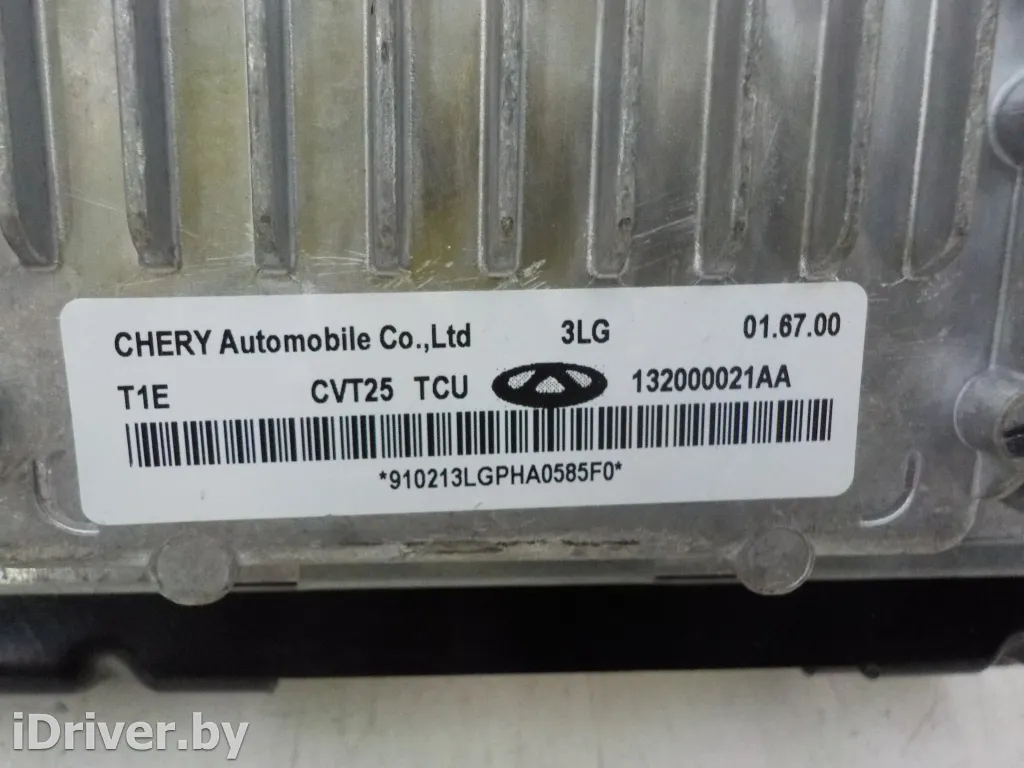 CHERY Automobile Co.,Ltd 3LG 01.67.00
T1E CVT25 TCU 132000021AA
*910213LGPHA0585F0*
iDriver.by